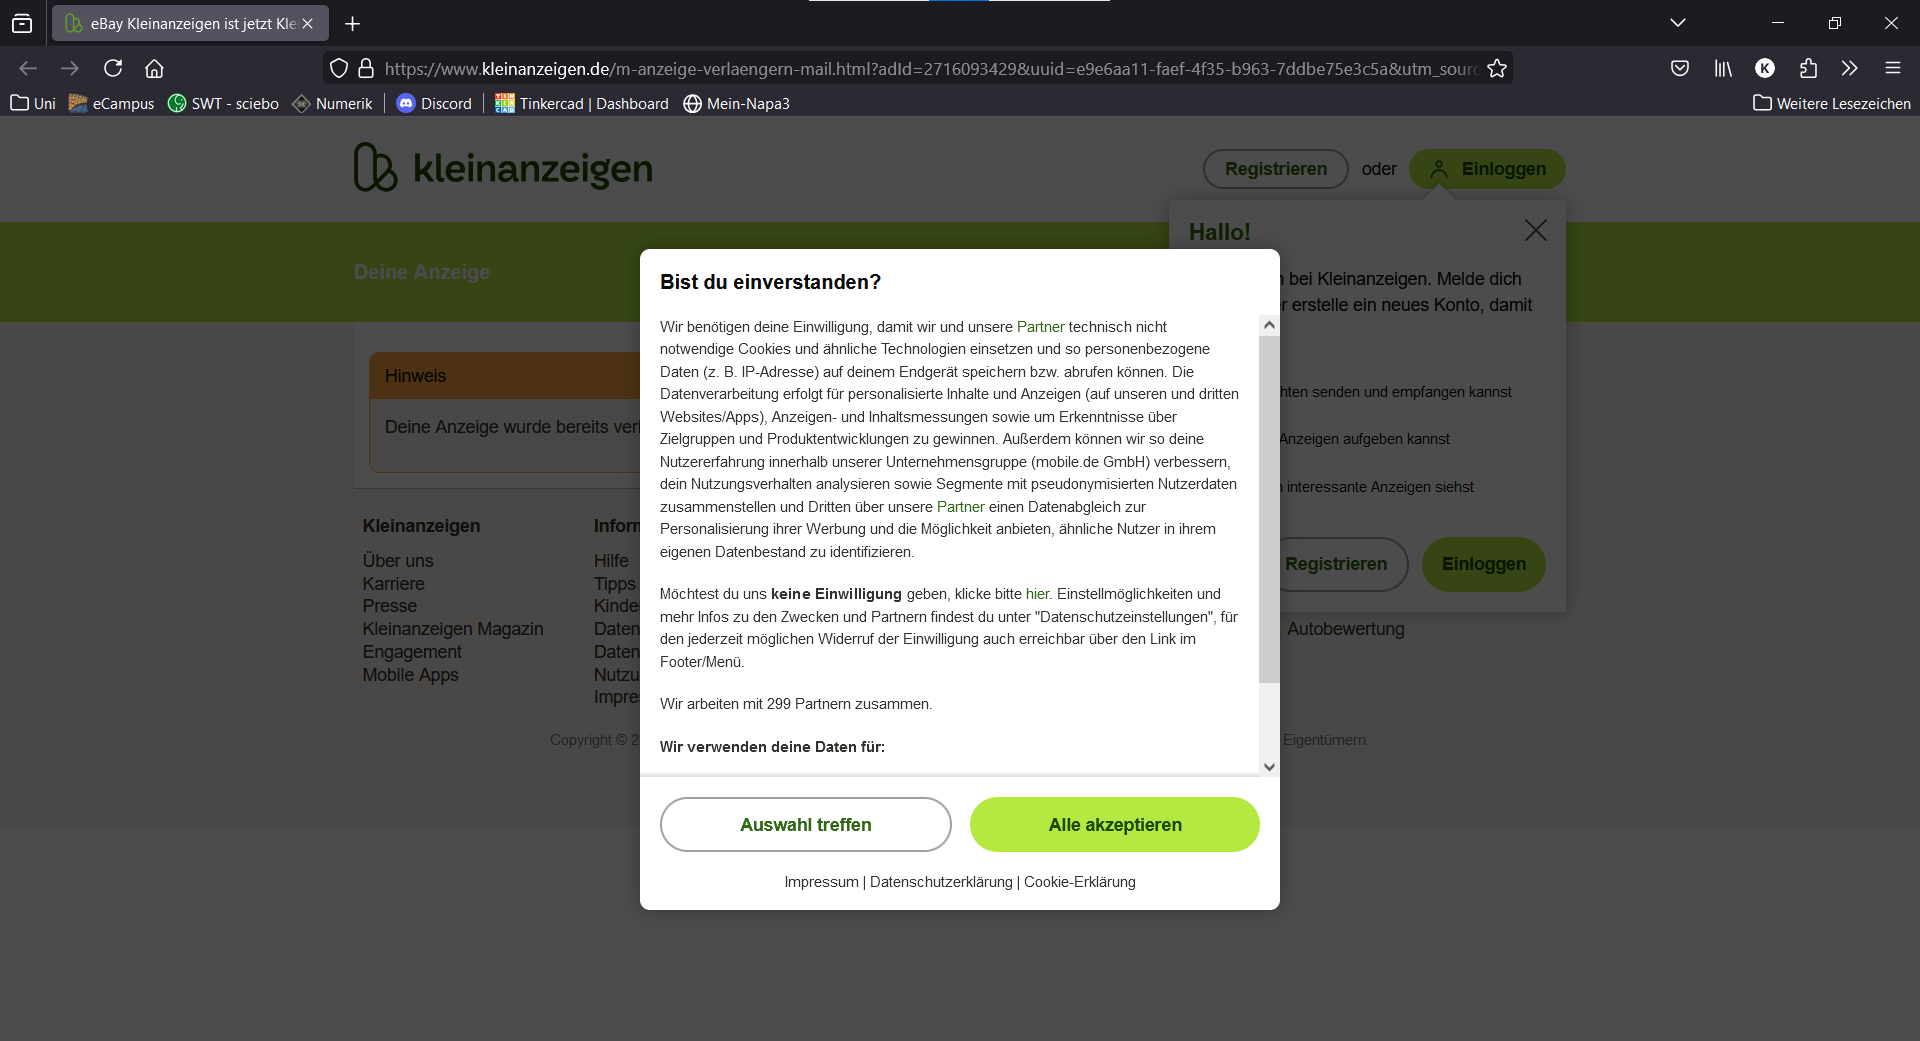 eBay Kleinanzeigen ist jetzt Kle
https://www.kleinanzeigen.de/m-anzeige-verlaengern-mail.html?adId=2716093429&uuid=e9e6aa11-faef-4f35-b963-7ddbe75e3c5a&utm_sourc
K
Uni eCampus SWT - sciebo Numerik Discord Tinkercad | Dashboard Mein-Napa3 Weitere Lesezeichen
kleinanzeigen
Registrieren oder Einloggen
Hallo!
Deine Anzeige
bei Kleinanzeigen. Melde dich
erstelle ein neues Konto, damit
Hinweis
Deine Anzeige wurde bereits
hten senden und empfangen kannst
Anzeigen aufgeben kannst
interessante Anzeigen siehst
Registrieren Einloggen
Bist du einverstanden?
Wir benötigen deine Einwilligung, damit wir und unsere Partner technisch nicht
notwendige Cookies und ähnliche Technologien einsetzen und so personenbezogene
Daten (z. B. IP-Adresse) auf deinem Endgerät speichern bzw. abrufen können. Die
Datenverarbeitung erfolgt für personalisierte Inhalte und Anzeigen (auf unseren und dritten
Websites/Apps), Anzeigen- und Inhaltsmessungen sowie um Erkenntnisse über
Zielgruppen und Produktentwicklungen zu gewinnen. Außerdem können wir so deine
Nutzererfahrung innerhalb unserer Unternehmensgruppe (mobile.de GmbH) verbessern,
dein Nutzungsverhalten analysieren sowie Segmente mit pseudonymisierten Nutzerdaten
zusammenstellen und Dritten über unsere Partner einen Datenabgleich zur
Personalisierung ihrer Werbung und die Möglichkeit anbieten, ähnliche Nutzer in ihrem
eigenen Datenbestand zu identifizieren.
Möchtest du uns keine Einwilligung geben, klicke bitte hier. Einstellmöglichkeiten und
mehr Infos zu den Zwecken und Partnern findest du unter "Datenschutzeinstellungen", für
den jederzeit möglichen Widerruf der Einwilligung auch erreichbar über den Link im
Footer/Menü.
Wir arbeiten mit 299 Partnern zusammen.
Wir verwenden deine Daten für:
Auswahl treffen Alle akzeptieren
Impressum | Datenschutzerklärung | Cookie-Erklärung
Kleinanzeigen
Über uns
Karriere
Presse
Kleinanzeigen Magazin
Engagement
Mobile Apps
Inforn
Hilfe
Tipps
Kinde
Daten
Daten
Nutzu
Impre
Autobewertung
Copyright © 2
Eigentümern.